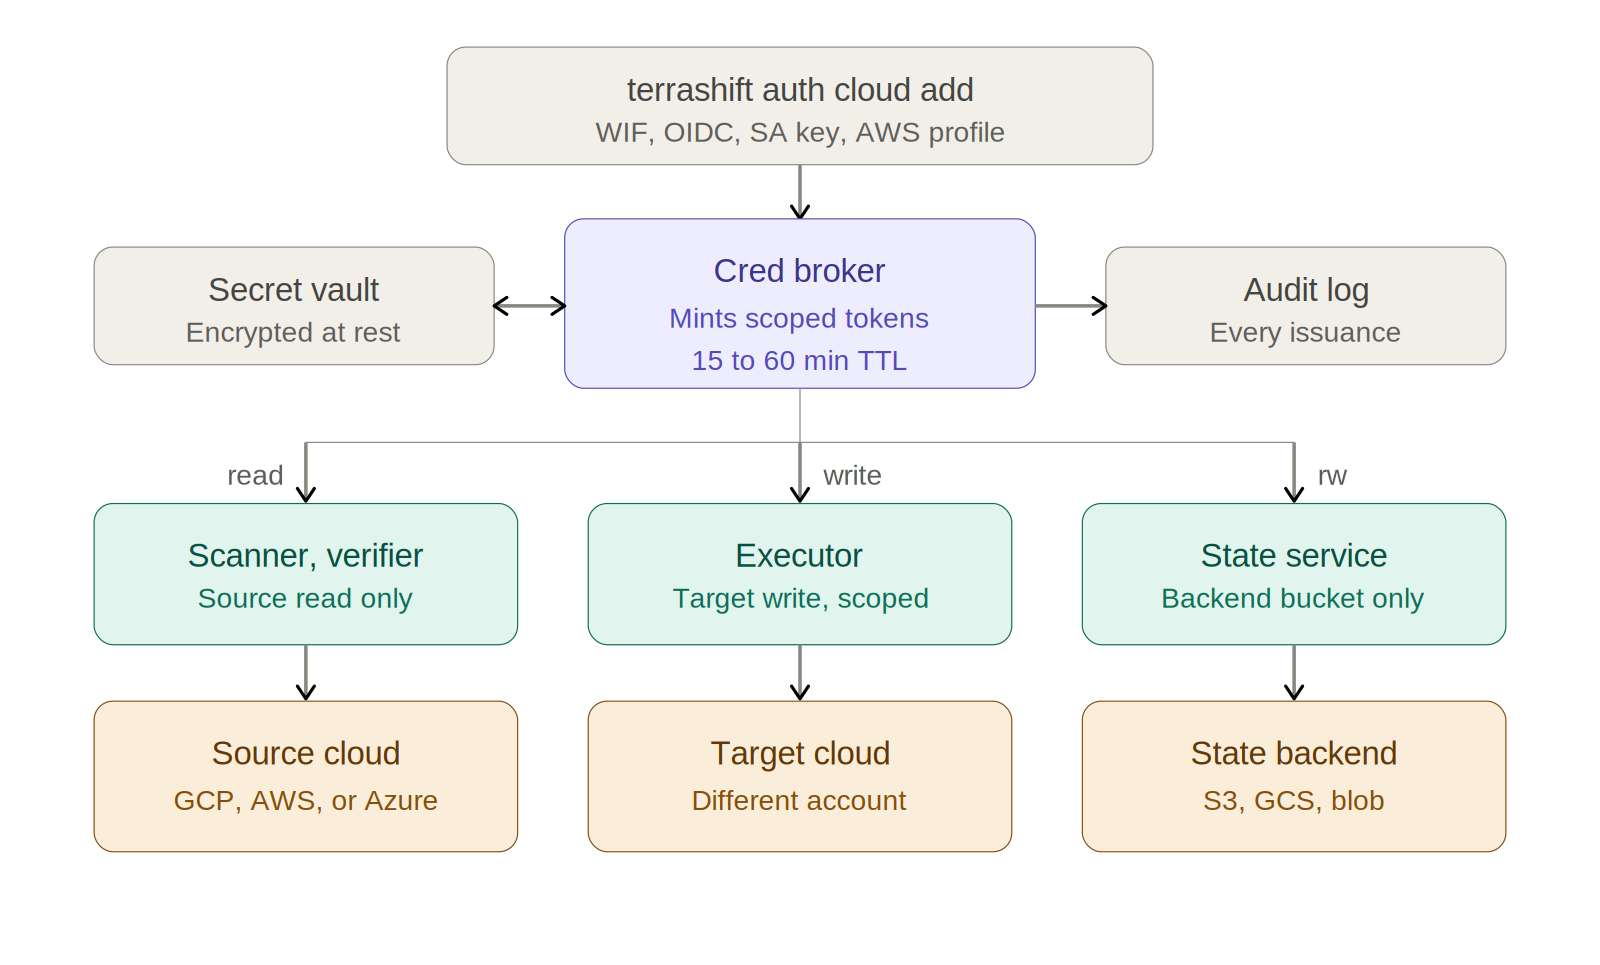 terrashift auth cloud add
WIF, OIDC, SA key, AWS profile
Secret vault
Encrypted at rest
Cred broker
Mints scoped tokens
15 to 60 min TTL
Audit log
Every issuance
read
write
rw
Scanner, verifier
Source read only
Executor
Target write, scoped
State service
Backend bucket only
Source cloud
GCP, AWS, or Azure
Target cloud
Different account
State backend
S3, GCS, blob